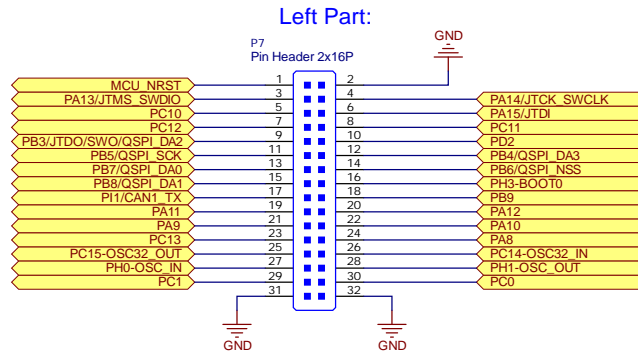 Left Part:
P7
Pin Header 2x16P
GND
MCU_NRST 1 2
PA13/JTMS_SWDIO 3 4 PA14/JTCK_SWCLK
PC10 5 6 PA15/JTDI
PC12 7 8 PC11
PB3/JTDO/SWO/QSPI_DA2 9 10 PD2
PB5/QSPI_SCK 11 12 PB4/QSPI_DA3
PB7/QSPI_DA0 13 14 PB6/QSPI_NSS
PB8/QSPI_DA1 15 16 PH3-BOOT0
PI1/CAN1_TX 17 18 PB9
PA11 19 20 PA12
PA9 21 22 PA10
PC13 23 24 PA8
PC15-OSC32_OUT 25 26 PC14-OSC32_IN
PH0-OSC_IN 27 28 PH1-OSC_OUT
PC1 29 30 PC0
31 32
GND GND